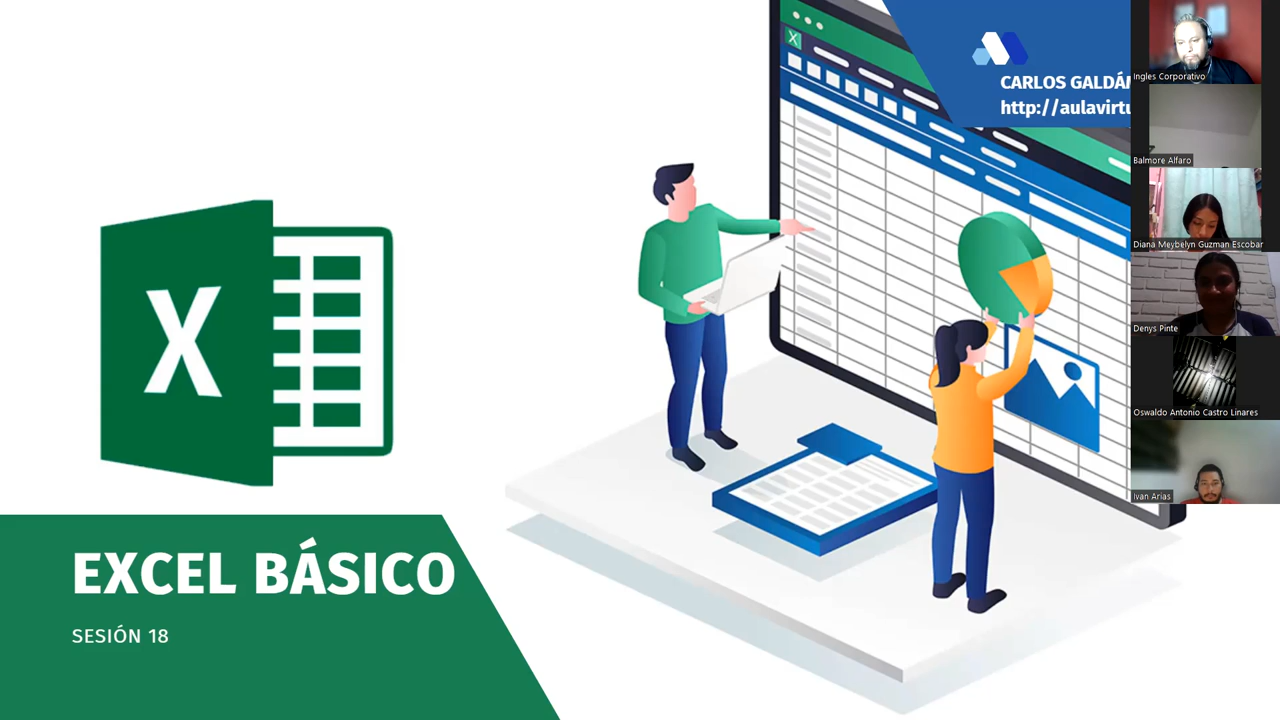 CARLOS GALDÁM
http://aulavirtu
X
X
EXCEL BÁSICO
SESIÓN 18
Ingles Corporativo
Balmore Alfaro
Diana Meybelyn Guzman Escobar
Denys Pinte
Oswaldo Antonio Castro Linares
Ivan Arias